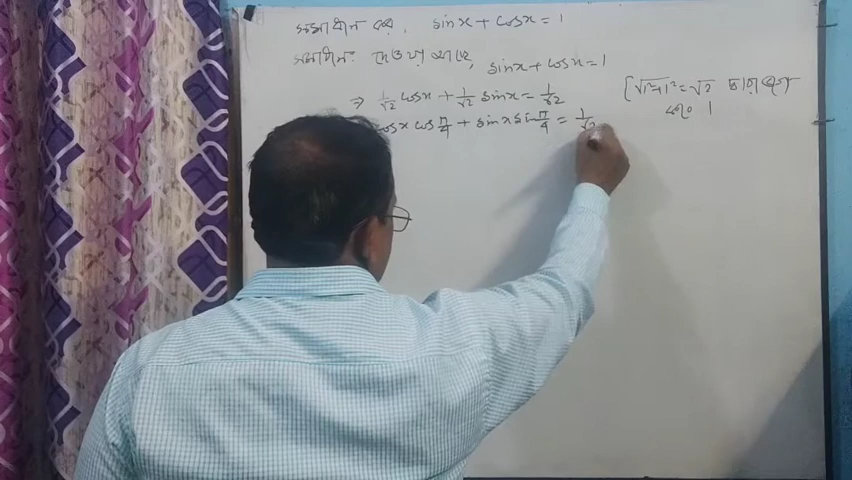 সমাধান কর, sinx + cosx = 1
সমাধান: দেওয়া আছে, sinx + cosx = 1
⇒ 1/√2 cosx + 1/√2 sinx = 1/√2
cosx cos π/4 + sinx sin π/4 = 1/√2
[√1²+1² = √2 দ্বারা
1